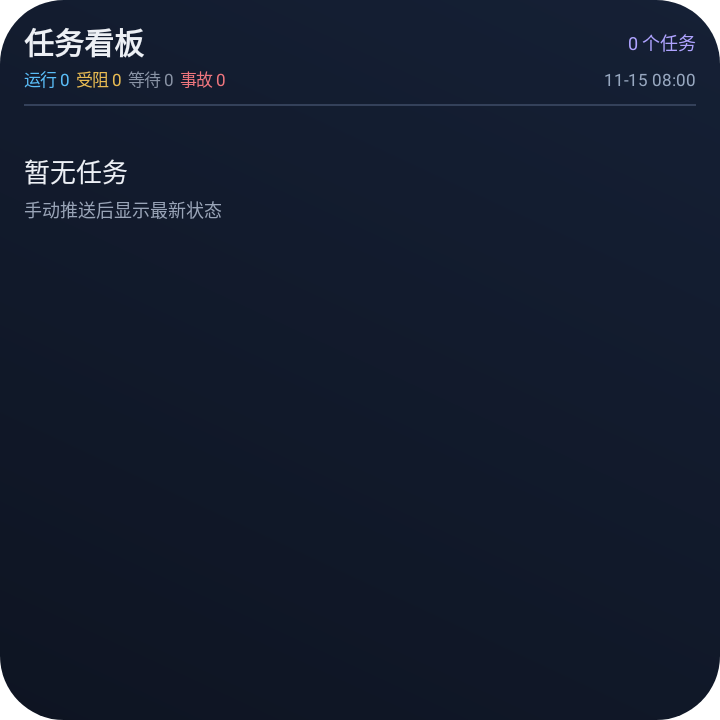 任务看板
0 个任务
运行 0 受阻 0 等待 0 事故 0
11-15 08:00
暂无任务
手动推送后显示最新状态